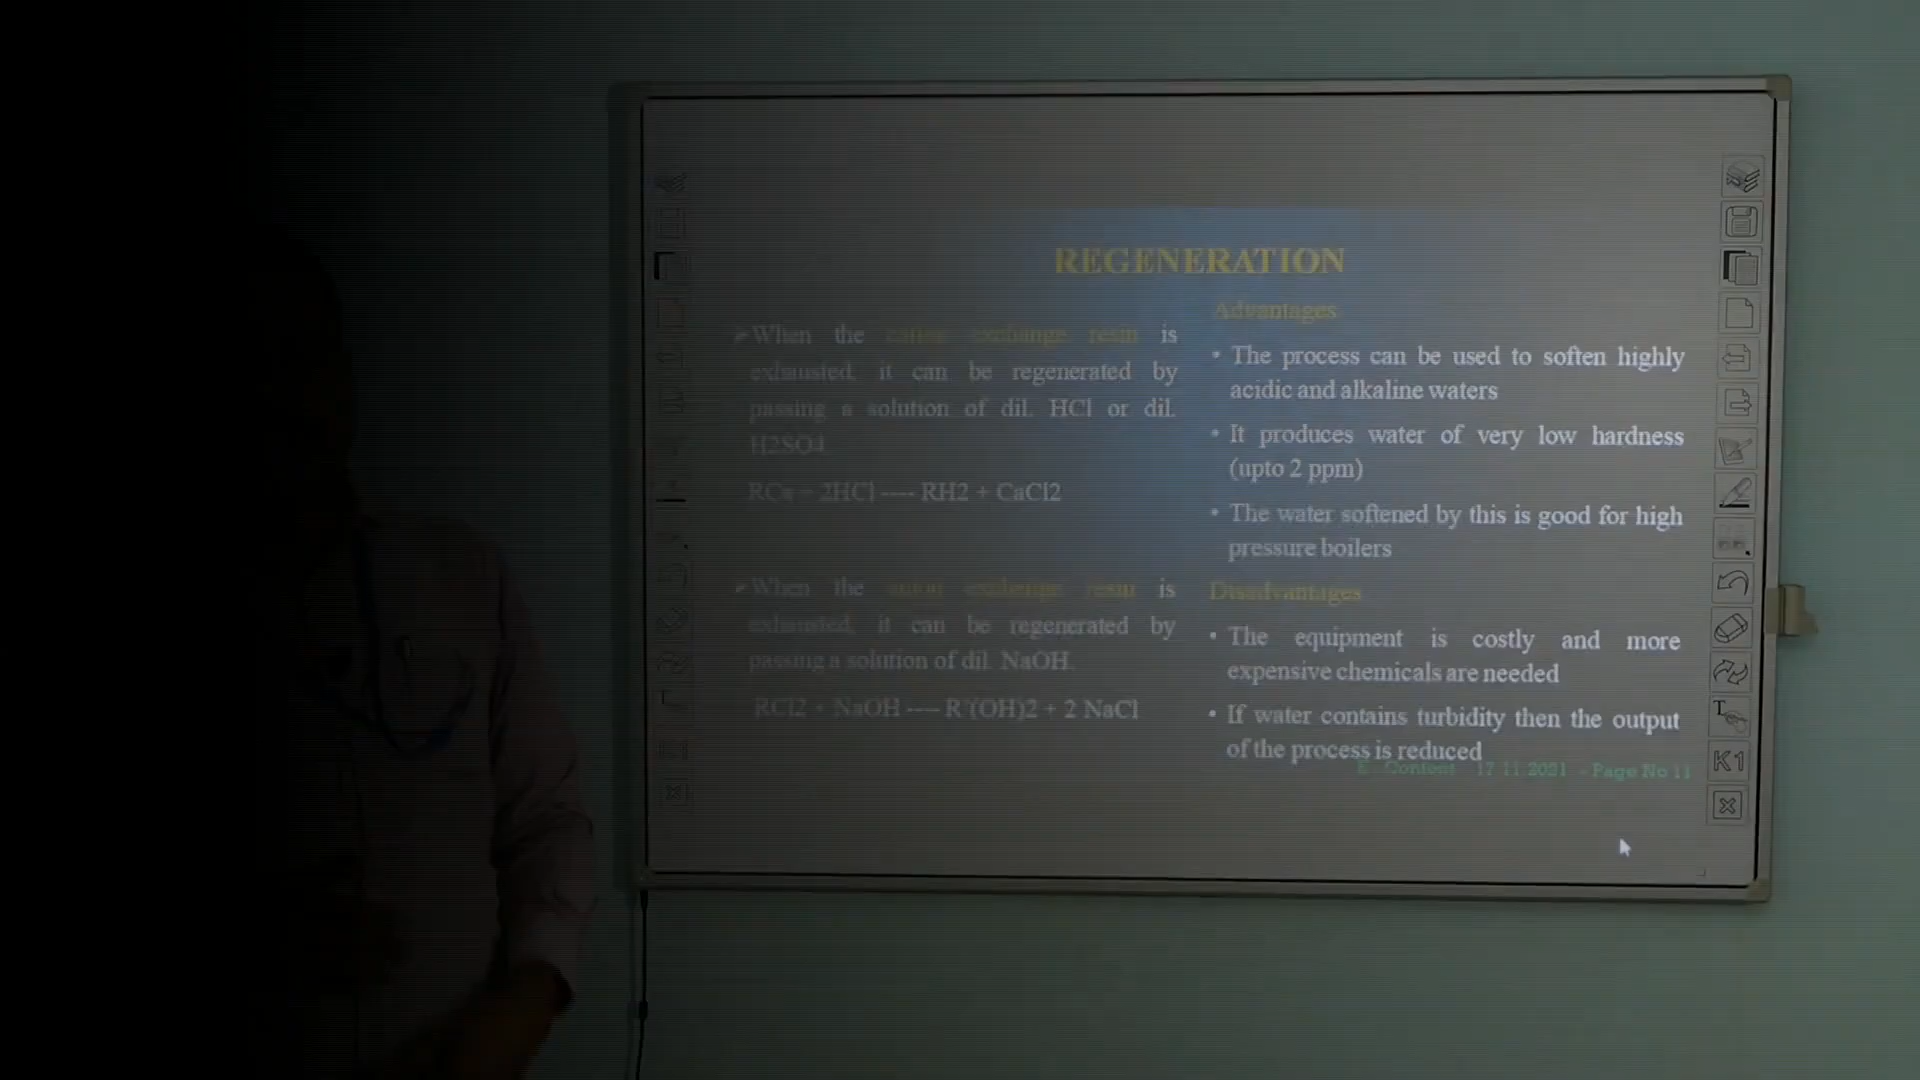 REGENERATION
When the cation exchange resin is
exhausted, it can be regenerated by
passing a solution of dil. HCl or dil.
H2SO4.
RCa + 2HCl ---- RH2 + CaCl2
When the anion exchange resin is
exhausted, it can be regenerated by
passing a solution of dil. NaOH.
RCl2 + NaOH ---- R'(OH)2 + 2 NaCl
Advantages
• The process can be used to soften highly
acidic and alkaline waters
• It produces water of very low hardness
(upto 2 ppm)
• The water softened by this is good for high
pressure boilers
Disadvantages
• The equipment is costly and more
expensive chemicals are needed
• If water contains turbidity then the output
of the process is reduced
E - Content 17.11.2021 - Page No 11
T
K1